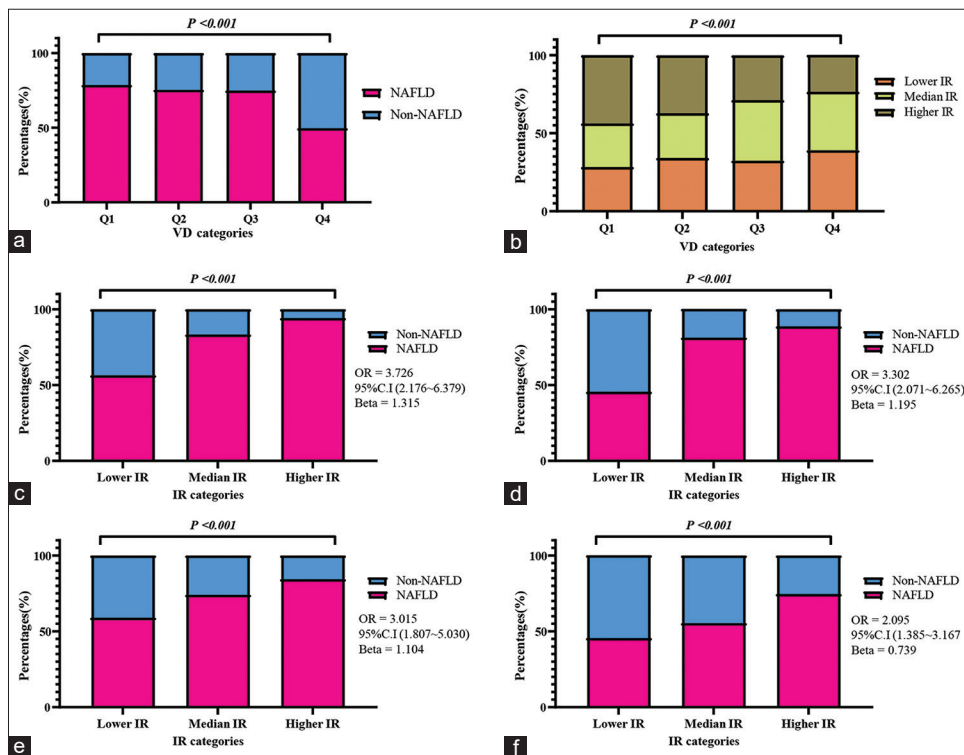 P <0.001
100
50
0
Percentages(%)
NAFLD
Non-NAFLD
Q1 Q2 Q3 Q4
VD categories
a
P <0.001
100
50
0
Percentages(%)
Lower IR
Median IR
Higher IR
Q1 Q2 Q3 Q4
VD categories
b
P <0.001
100
50
0
Percentages(%)
Non-NAFLD
NAFLD
OR = 3.726
95%C.I (2.176~6.379)
Beta = 1.315
Lower IR Median IR Higher IR
IR categories
c
P <0.001
100
50
0
Percentages(%)
Non-NAFLD
NAFLD
OR = 3.302
95%C.I (2.071~6.265)
Beta = 1.195
Lower IR Median IR Higher IR
IR categories
d
P <0.001
100
50
0
Percentages(%)
Non-NAFLD
NAFLD
OR = 3.015
95%C.I (1.807~5.030)
Beta = 1.104
Lower IR Median IR Higher IR
IR categories
e
P <0.001
100
50
0
Percentages(%)
Non-NAFLD
NAFLD
OR = 2.095
95%C.I (1.385~3.167
Beta = 0.739
Lower IR Median IR Higher IR
IR categories
f